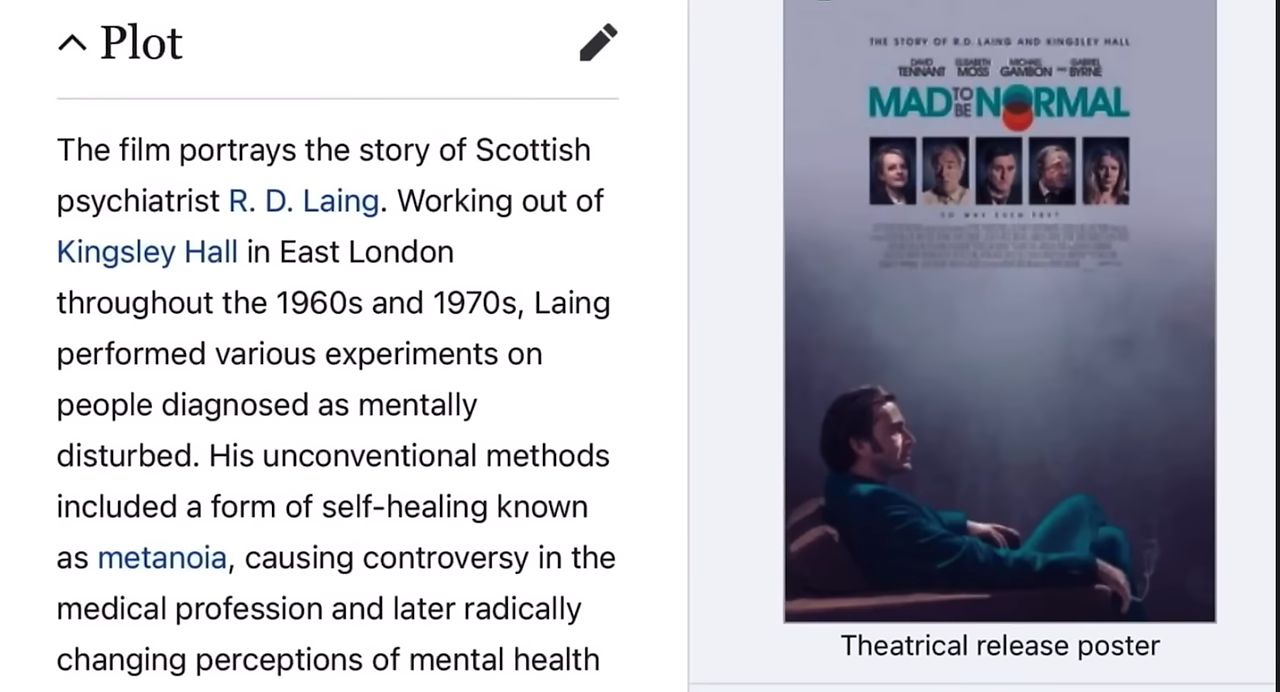 Plot
The film portrays the story of Scottish
psychiatrist R. D. Laing. Working out of
Kingsley Hall in East London
throughout the 1960s and 1970s, Laing
performed various experiments on
people diagnosed as mentally
disturbed. His unconventional methods
included a form of self-healing known
as metanoia, causing controversy in the
medical profession and later radically
changing perceptions of mental health
THE STORY OF R.D. LAING AND KINGSLEY HALL
DAVID TENNANT ELISABETH MOSS MICHAEL GAMBON AND GABRIEL BYRNE
MAD TO BE NORMAL
Theatrical release poster